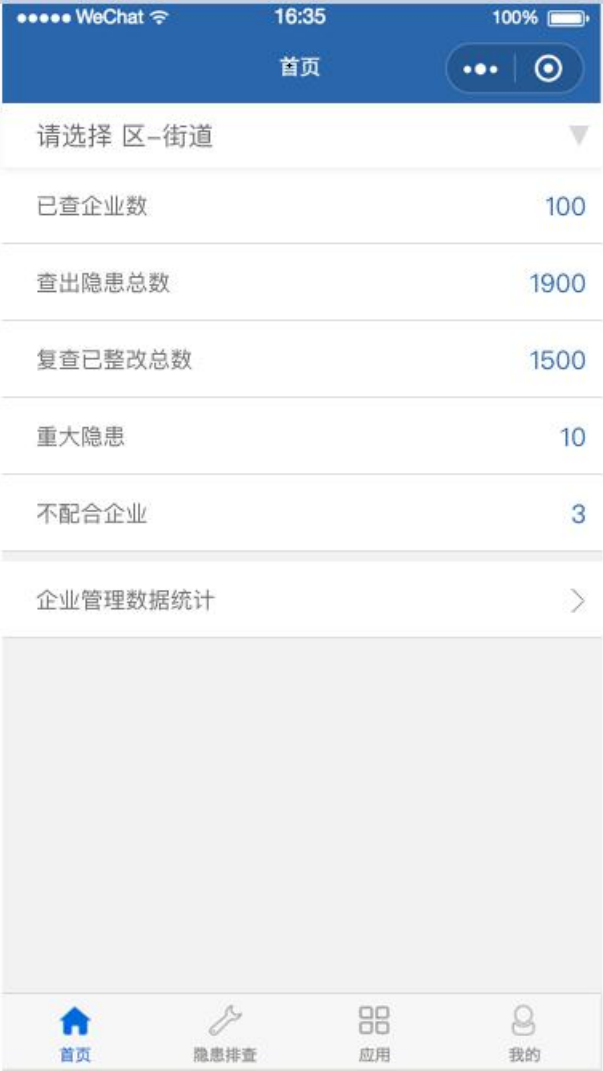 WeChat 16:35 100%
首页
请选择 区-街道
已查企业数 100
查出隐患总数 1900
复查已整改总数 1500
重大隐患 10
不配合企业 3
企业管理数据统计
首页 隐患排查 应用 我的